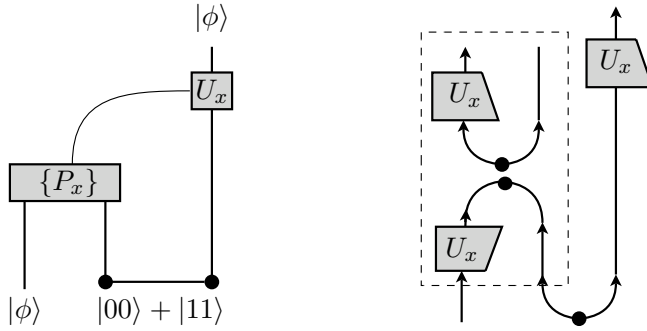 |ϕ⟩
U_x
{P_x}
|ϕ⟩ |00⟩ + |11⟩
U_x
U_x
U_x